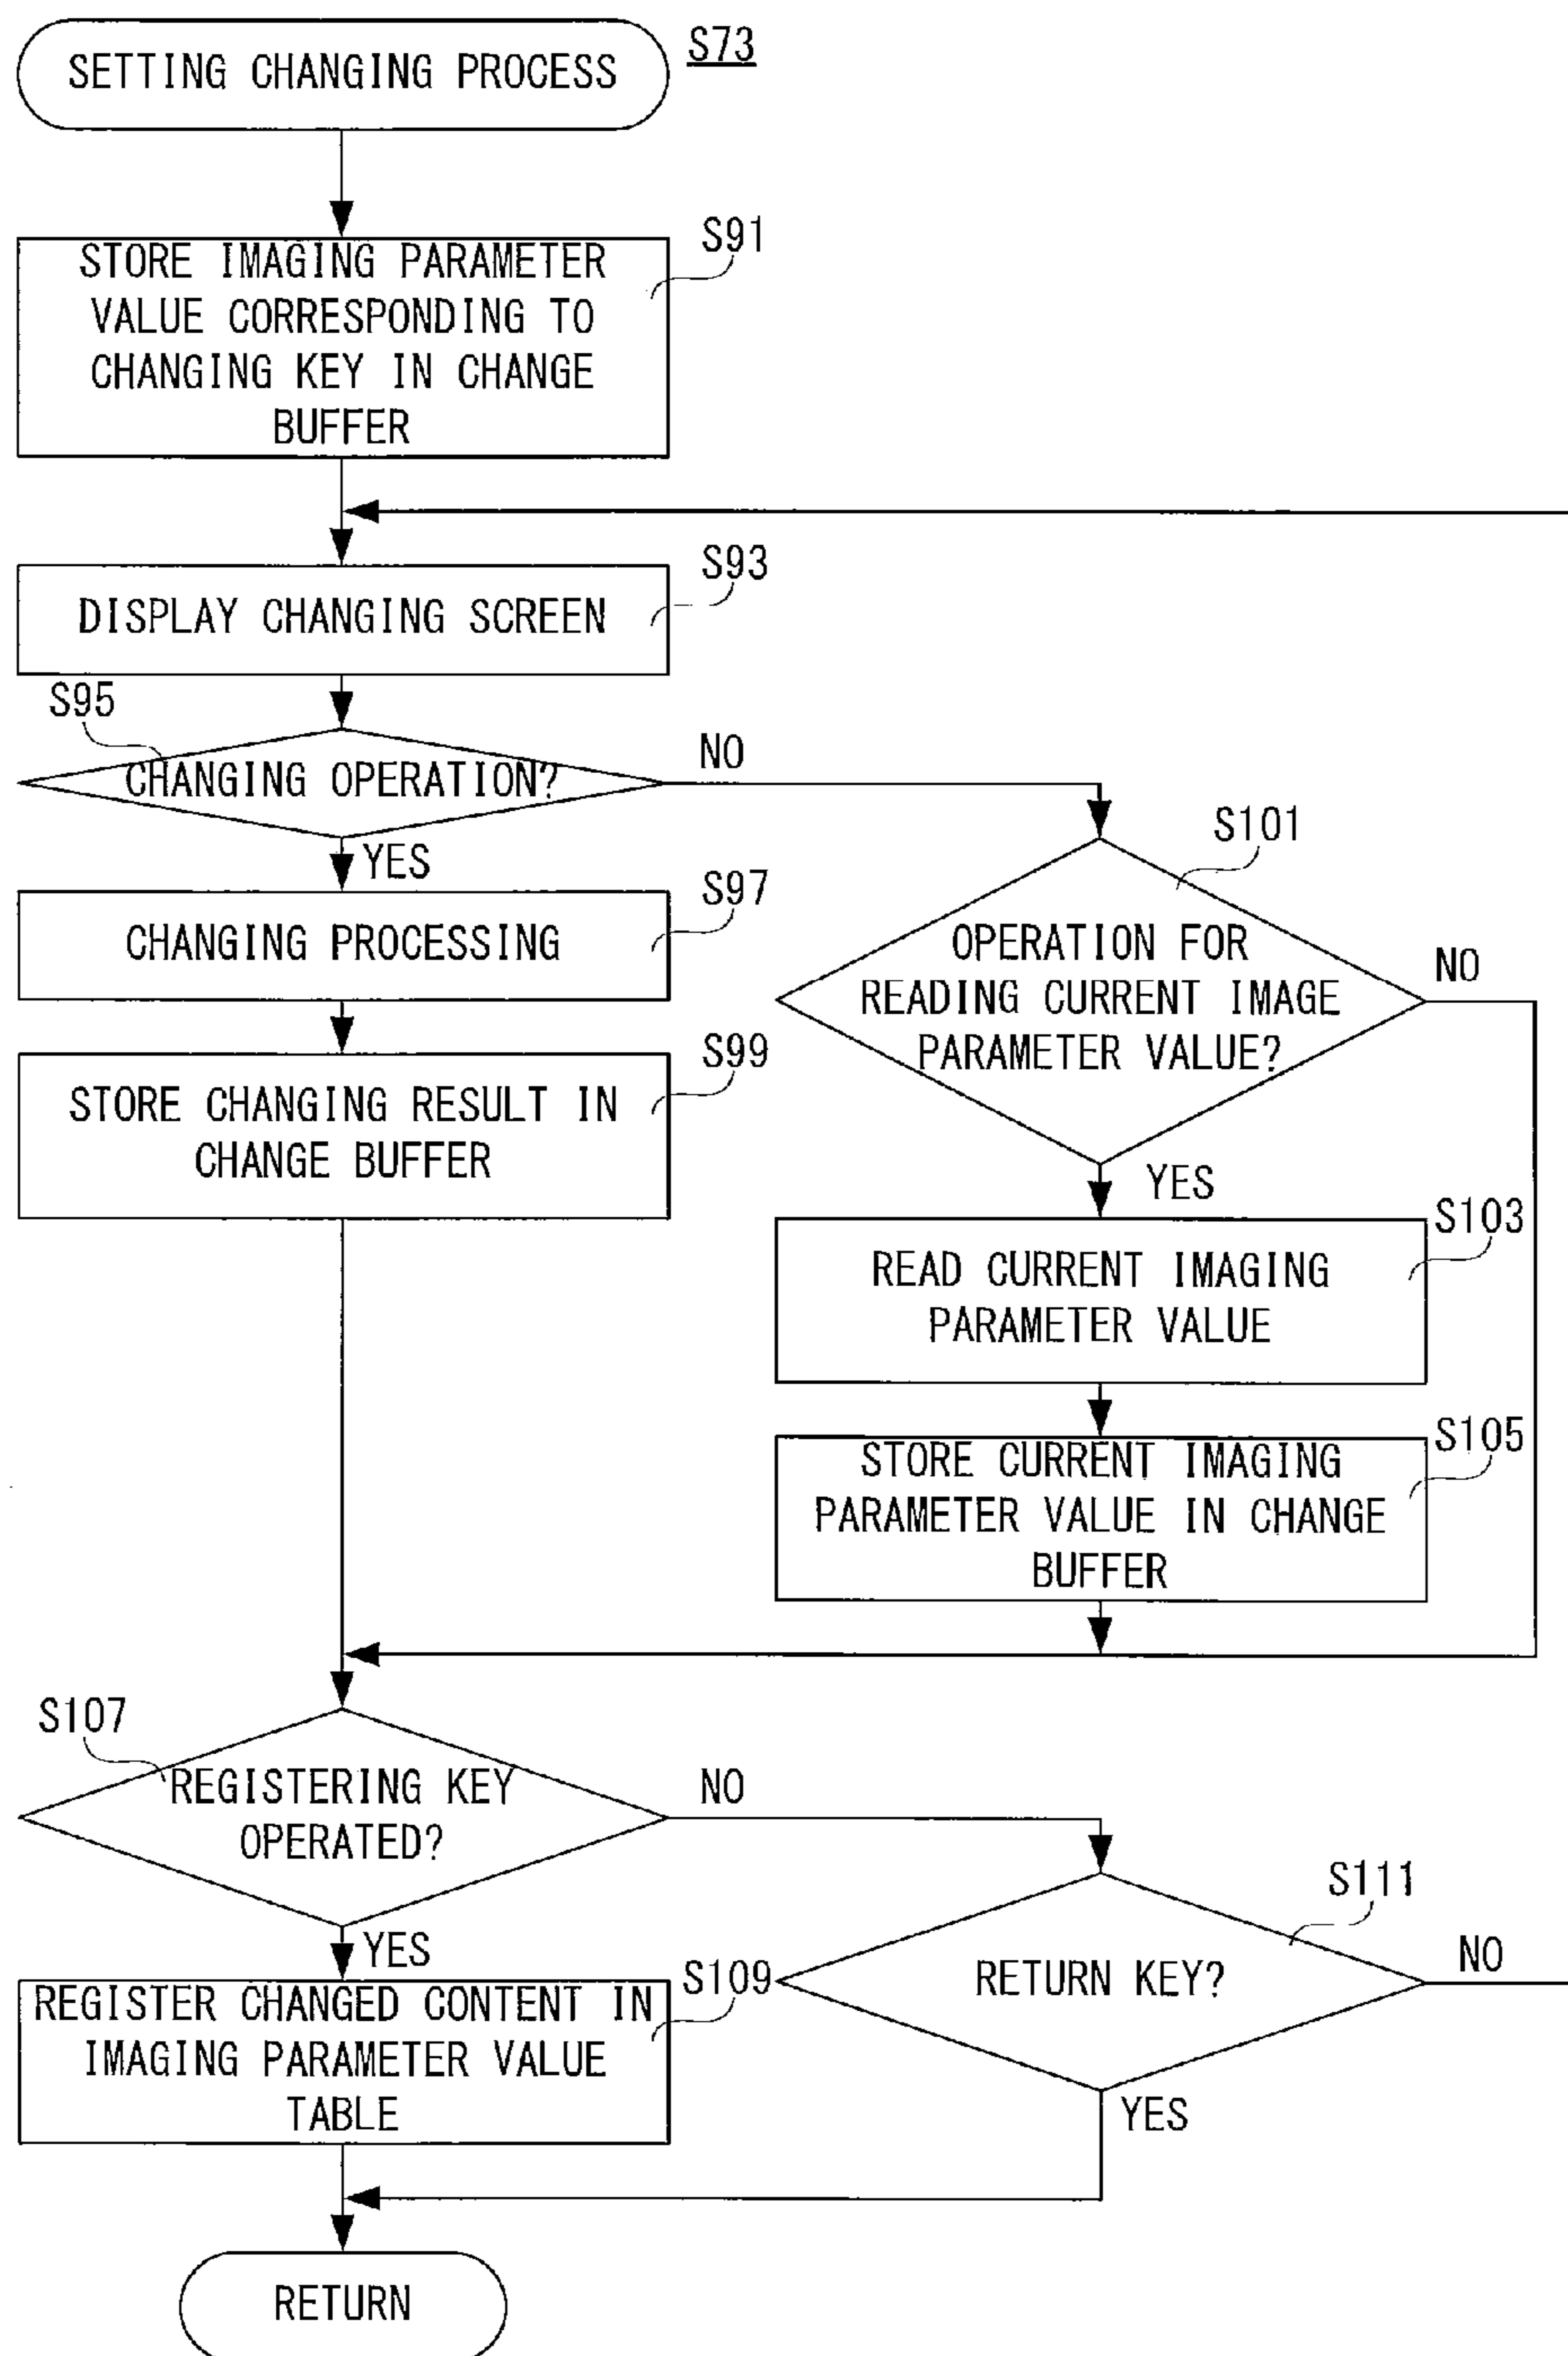 SETTING CHANGING PROCESS
S73
S91
STORE IMAGING PARAMETER
VALUE CORRESPONDING TO
CHANGING KEY IN CHANGE
BUFFER
S93
DISPLAY CHANGING SCREEN
S95
CHANGING OPERATION?
NO
YES
S97
CHANGING PROCESSING
S99
STORE CHANGING RESULT IN
CHANGE BUFFER
S101
OPERATION FOR
READING CURRENT IMAGE
PARAMETER VALUE?
NO
YES
S103
READ CURRENT IMAGING
PARAMETER VALUE
S105
STORE CURRENT IMAGING
PARAMETER VALUE IN CHANGE
BUFFER
S107
REGISTERING KEY
OPERATED?
NO
YES
S109
REGISTER CHANGED CONTENT IN
IMAGING PARAMETER VALUE
TABLE
S111
RETURN KEY?
NO
YES
RETURN